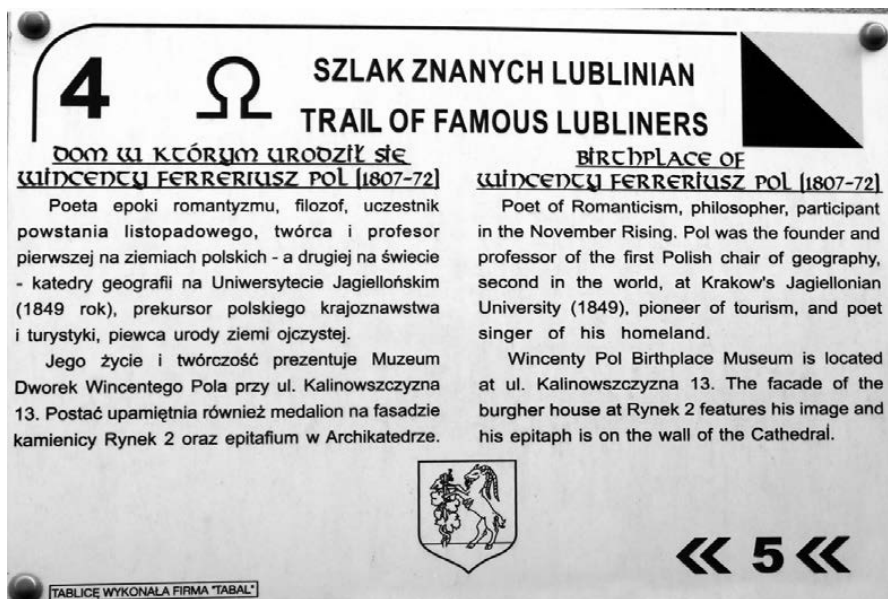 4
Ω
SZLAK ZNANYCH LUBLINIAN
TRAIL OF FAMOUS LUBLINERS
DOM W KTÓRYM URODZIŁ SIĘ
WINCENTY FERRERIUSZ POL [1807-72]
Poeta epoki romantyzmu, filozof, uczestnik
powstania listopadowego, twórca i profesor
pierwszej na ziemiach polskich - a drugiej na świecie
- katedry geografii na Uniwersytecie Jagiellońskim
(1849 rok), prekursor polskiego krajoznawstwa
i turystyki, piewca urody ziemi ojczystej.
Jego życie i twórczość prezentuje Muzeum
Dworek Wincentego Pola przy ul. Kalinowszczyzna
13. Postać upamiętnia również medalion na fasadzie
kamienicy Rynek 2 oraz epitafium w Archikatedrze.
BIRTHPLACE OF
WINCENTY FERRERIUSZ POL [1807-72]
Poet of Romanticism, philosopher, participant
in the November Rising. Pol was the founder and
professor of the first Polish chair of geography,
second in the world, at Krakow's Jagiellonian
University (1849), pioneer of tourism, and poet
singer of his homeland.
Wincenty Pol Birthplace Museum is located
at ul. Kalinowszczyzna 13. The facade of the
burgher house at Rynek 2 features his image and
his epitaph is on the wall of the Cathedral.
« 5 «
TABLICĘ WYKONAŁA FIRMA "TABAL"